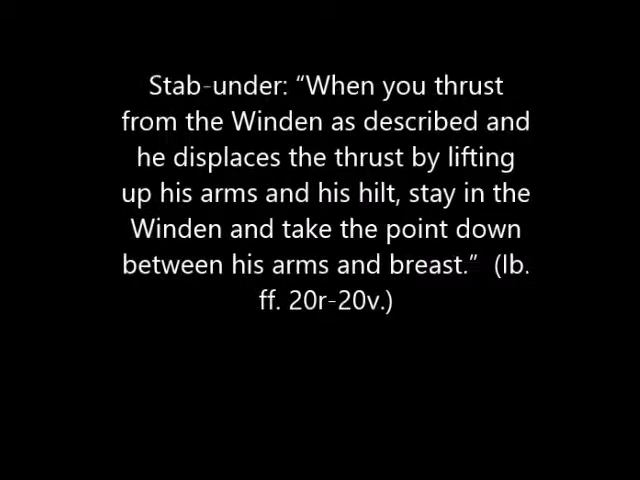 Stab-under: “When you thrust
from the Winden as described and
he displaces the thrust by lifting
up his arms and his hilt, stay in the
Winden and take the point down
between his arms and breast.”  (Ib.
ff. 20r-20v.)